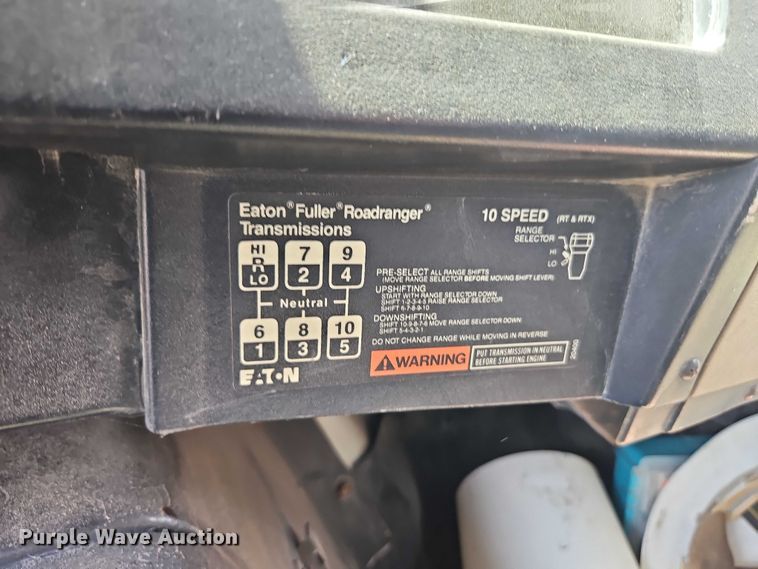 Eaton® Fuller® Roadranger®
Transmissions
10 SPEED (RT & RTX)
RANGE
SELECTOR
HI
LO
HI 7 9
R
LO 2 4
Neutral
6 8 10
1 3 5
EATON
PRE-SELECT ALL RANGE SHIFTS
(MOVE RANGE SELECTOR BEFORE MOVING SHIFT LEVER)
UPSHIFTING
START WITH RANGE SELECTOR DOWN
SHIFT 1-2-3-4-5 RAISE RANGE SELECTOR
SHIFT 6-7-8-9-10
DOWNSHIFTING
SHIFT 10-9-8-7-6 MOVE RANGE SELECTOR DOWN:
SHIFT 5-4-3-2-1
DO NOT CHANGE RANGE WHILE MOVING IN REVERSE
WARNING
PUT TRANSMISSION IN NEUTRAL
BEFORE STARTING ENGINE
20400
Purple Wave Auction